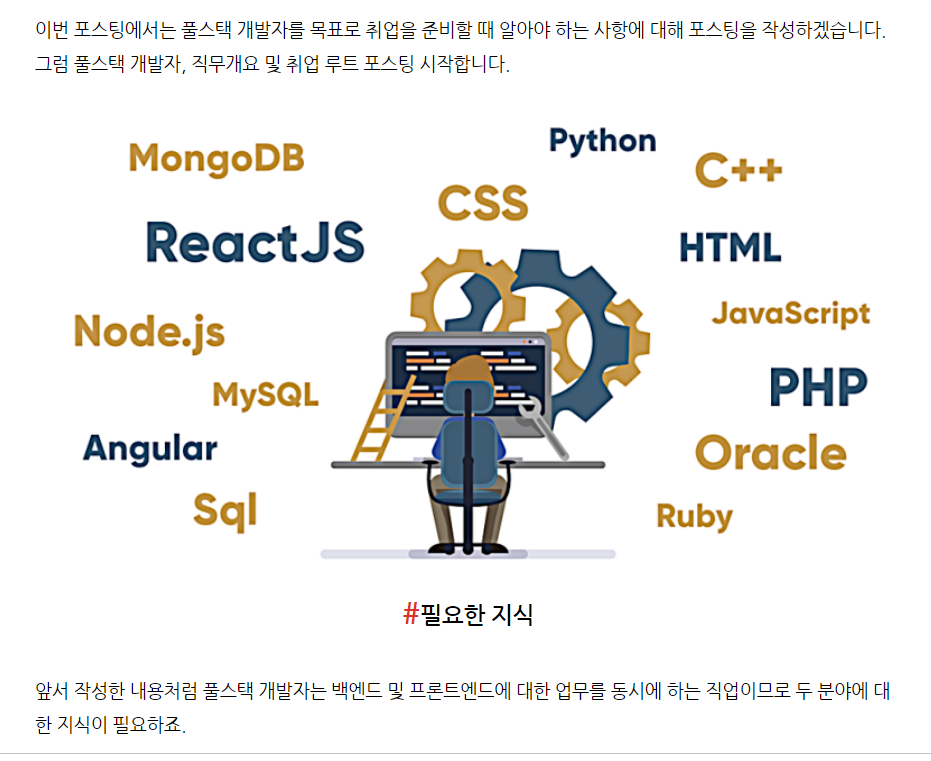 이번 포스팅에서는 풀스택 개발자를 목표로 취업을 준비할 때 알아야 하는 사항에 대해 포스팅을 작성하겠습니다.
그럼 풀스택 개발자, 직무개요 및 취업 루트 포스팅 시작합니다.
Python
MongoDB
C++
CSS
ReactJS
HTML
JavaScript
Node.js
PHP
MySQL
Angular
Oracle
Sql
Ruby
#필요한 지식
앞서 작성한 내용처럼 풀스택 개발자는 백엔드 및 프론트엔드에 대한 업무를 동시에 하는 직업이므로 두 분야에 대
한 지식이 필요하죠.